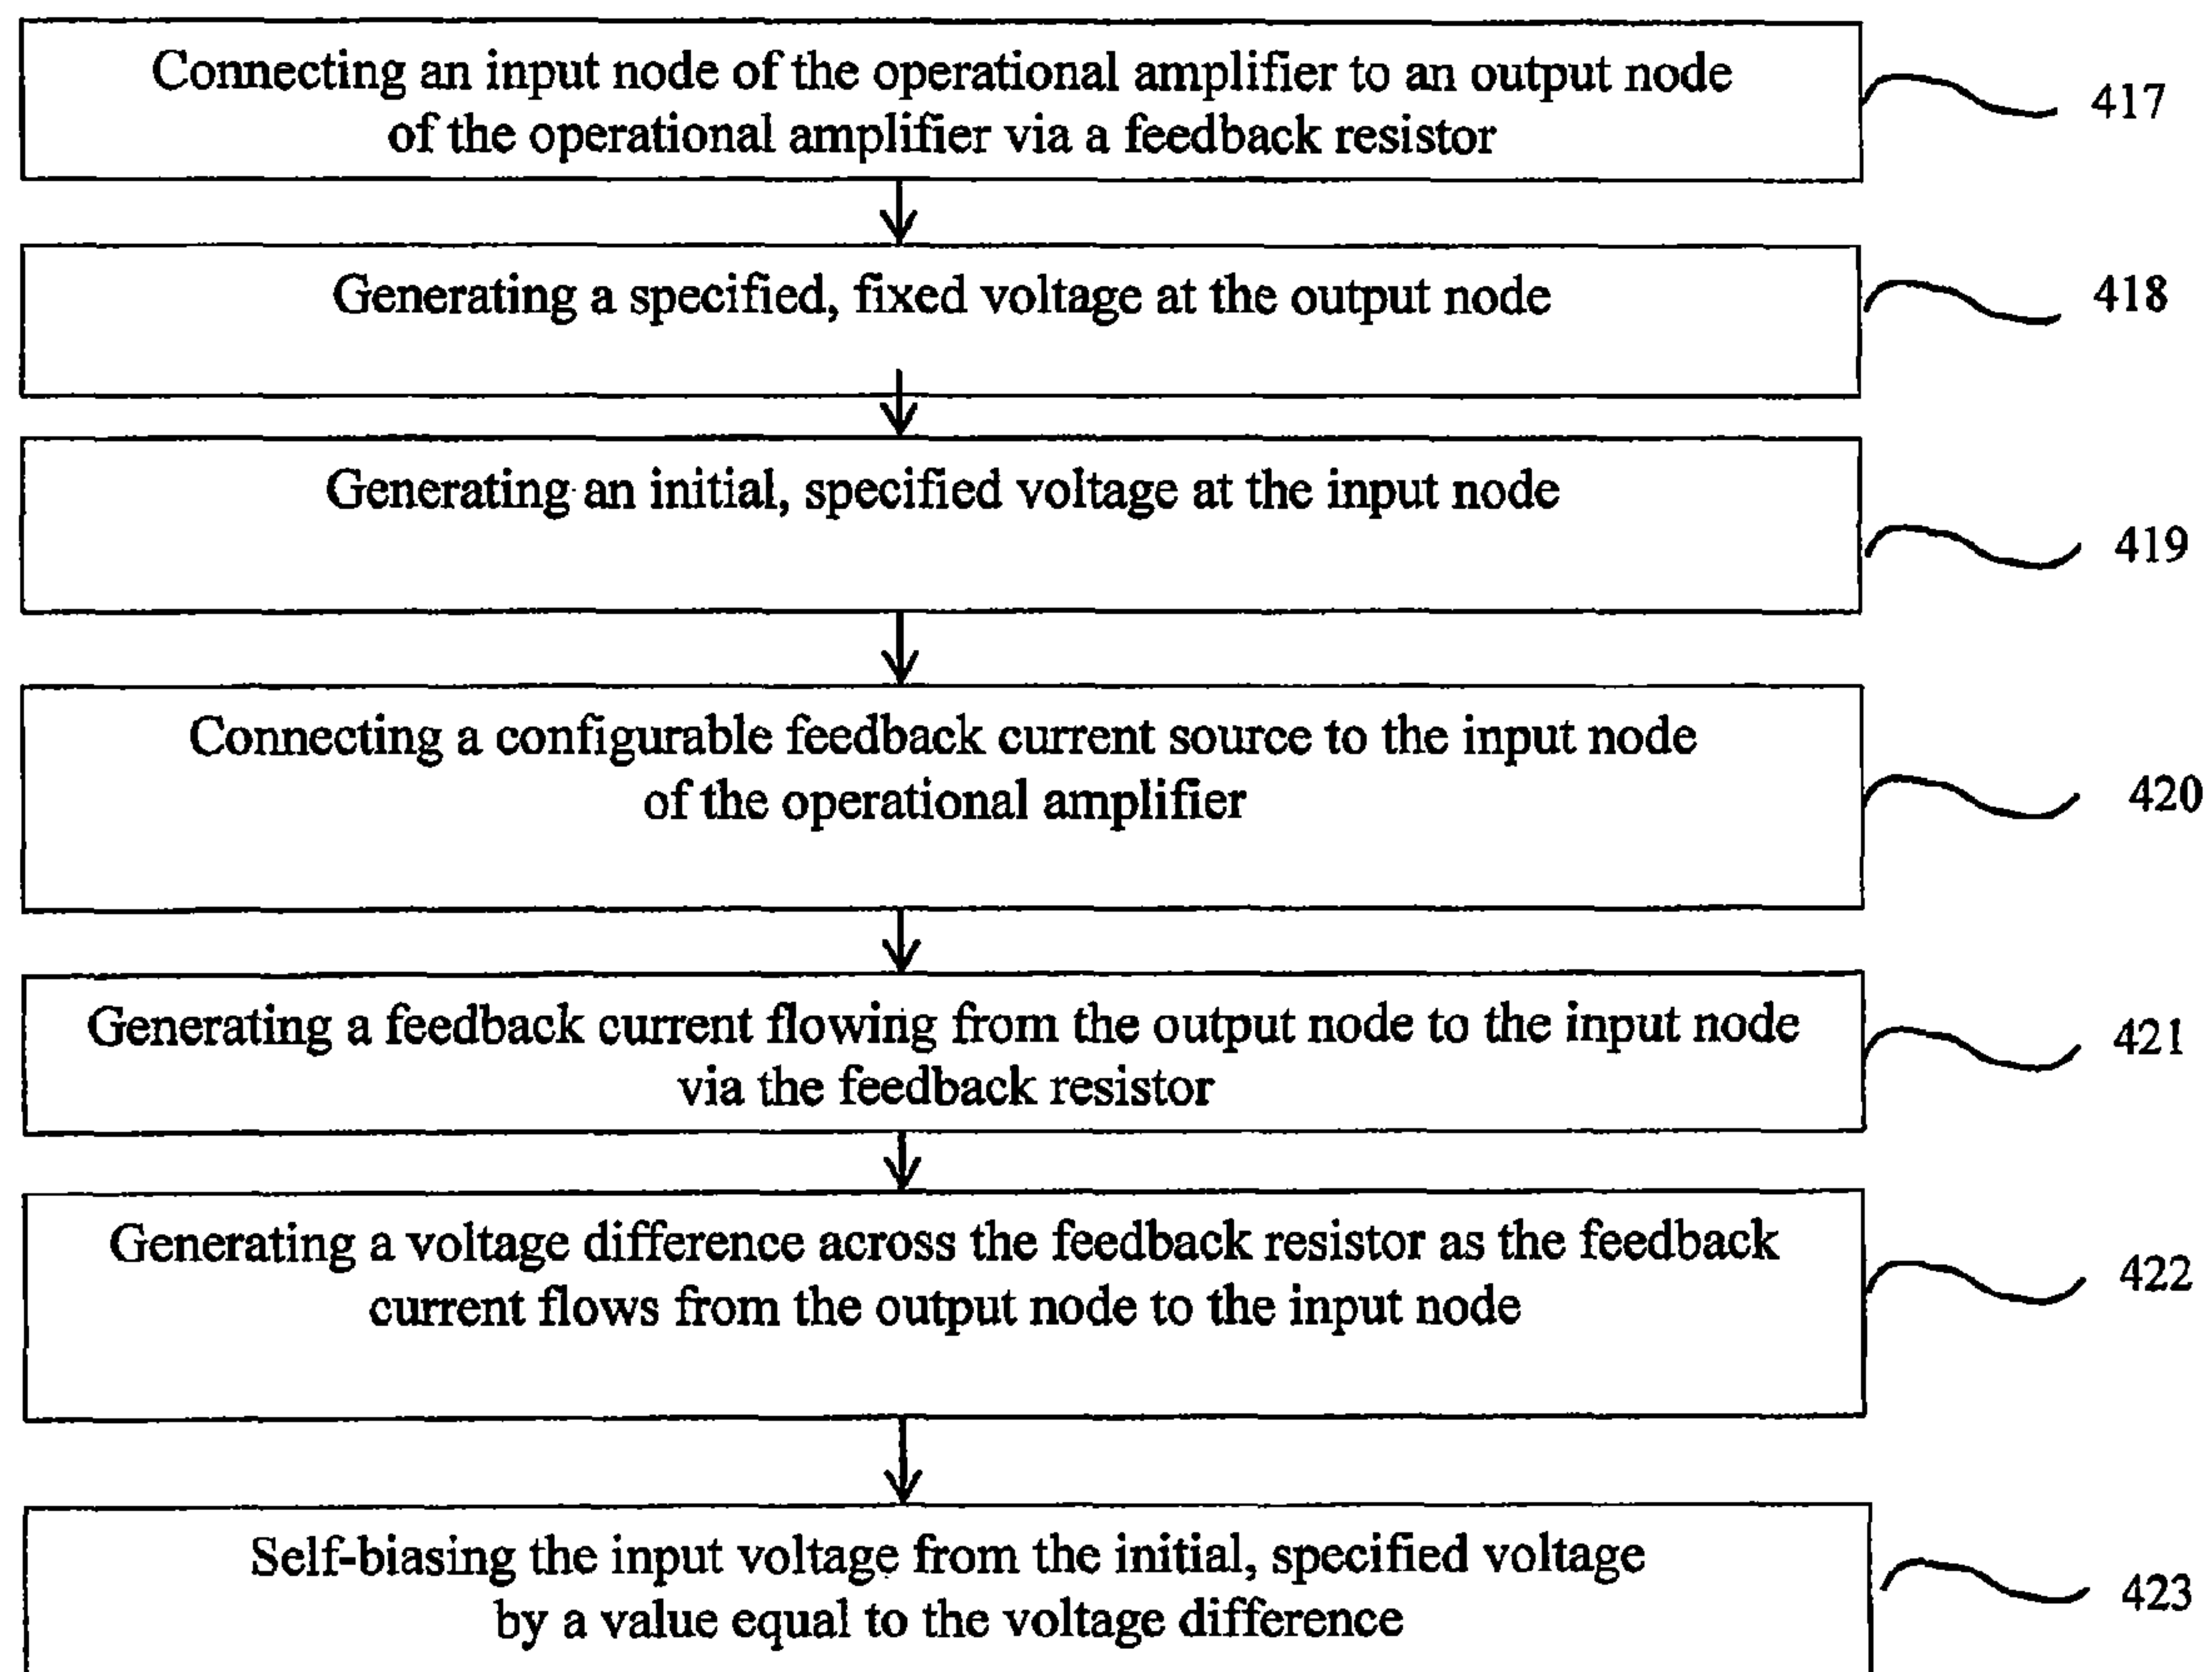 Connecting an input node of the operational amplifier to an output node
of the operational amplifier via a feedback resistor
417
Generating a specified, fixed voltage at the output node
418
Generating an initial, specified voltage at the input node
419
Connecting a configurable feedback current source to the input node
of the operational amplifier
420
Generating a feedback current flowing from the output node to the input node
via the feedback resistor
421
Generating a voltage difference across the feedback resistor as the feedback
current flows from the output node to the input node
422
Self-biasing the input voltage from the initial, specified voltage
by a value equal to the voltage difference
423